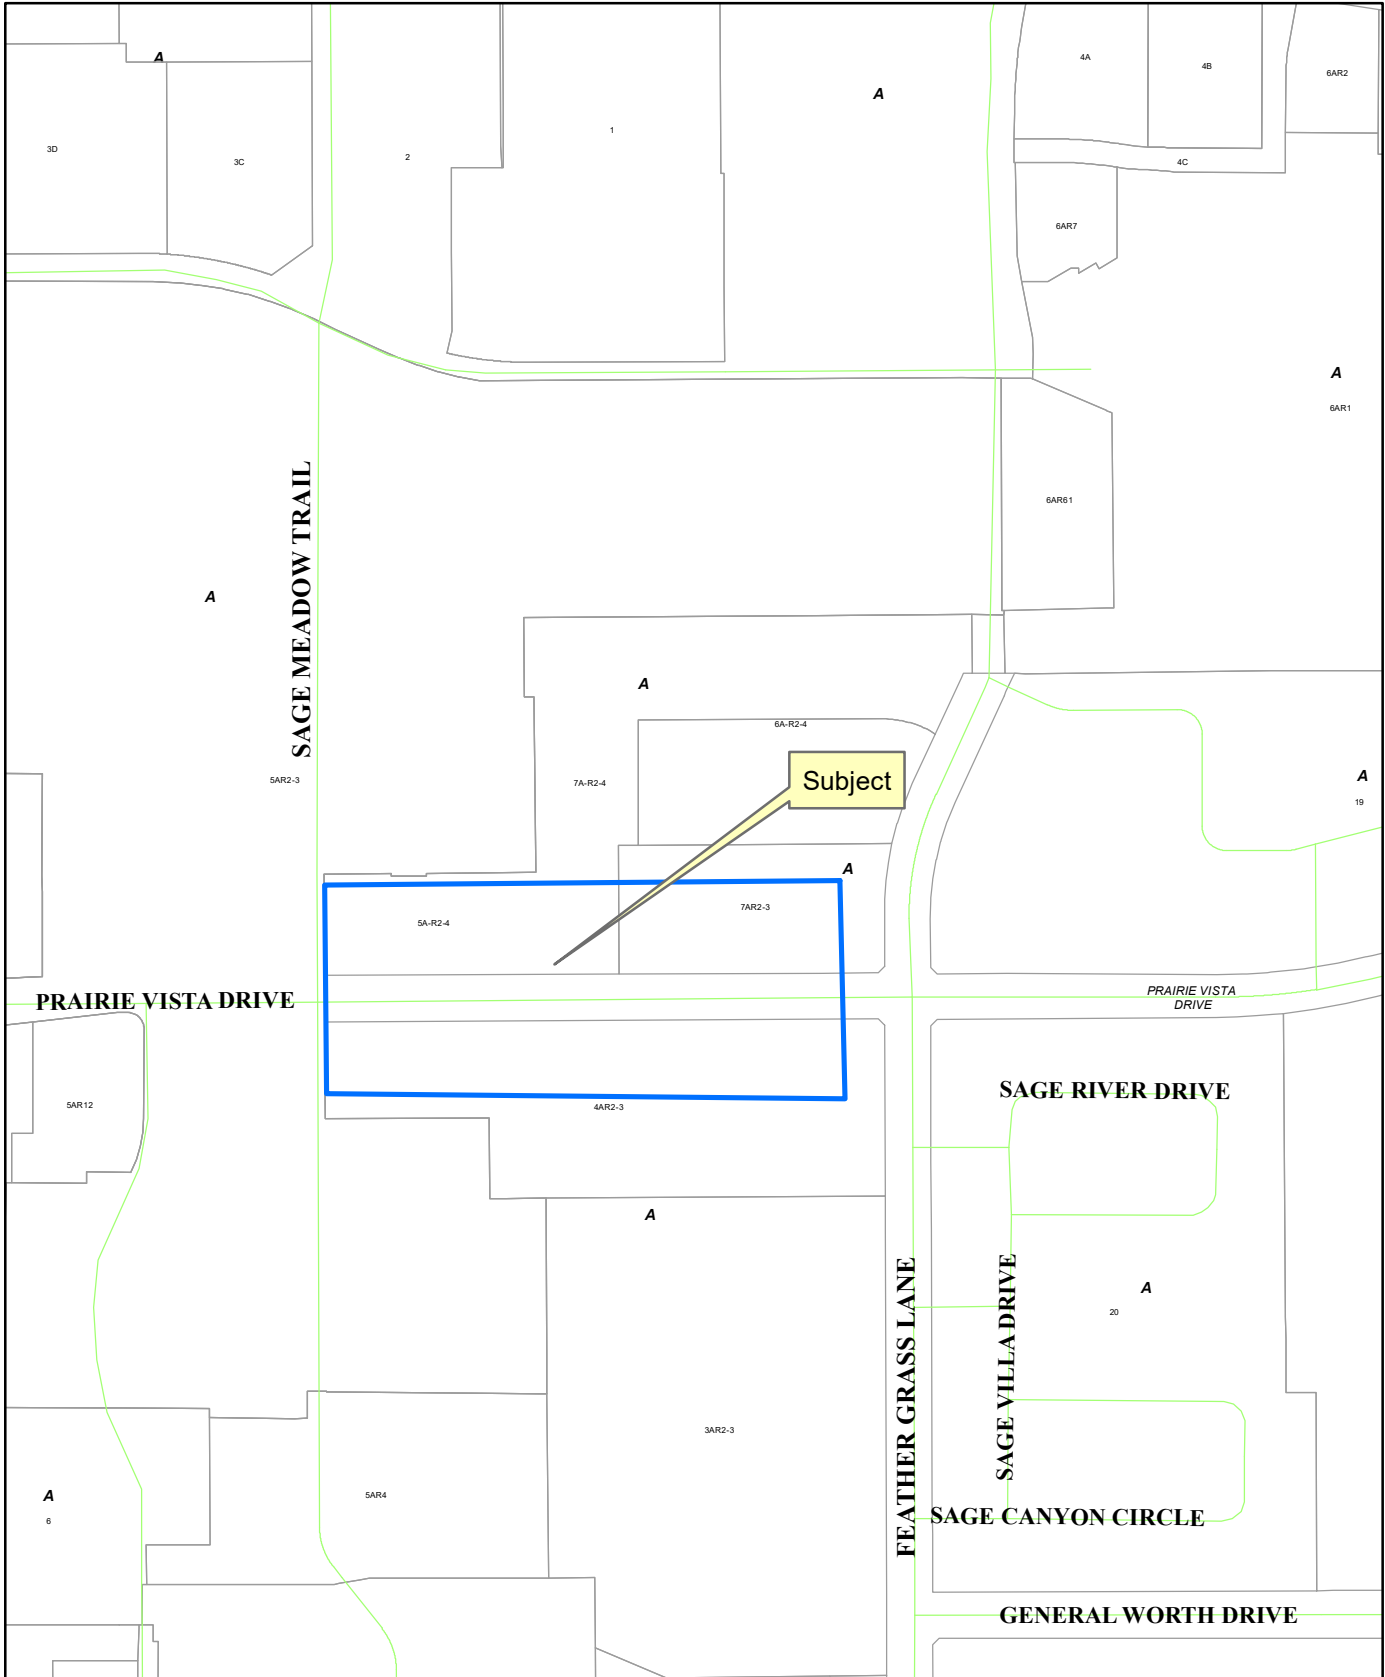 A
4A
4B
6AR2
A
1
3D
3C
2
4C
6AR7
A
6AR1
SAGE MEADOW TRAIL
6AR61
A
A
6A-R2-4
5AR2-3
7A-R2-4
Subject
A
19
A
5A-R2-4
7AR2-3
PRAIRIE VISTA DRIVE
PRAIRIE VISTA
DRIVE
5AR12
4AR2-3
SAGE RIVER DRIVE
A
FEATHER GRASS LANE
SAGE VILLA DRIVE
A
20
3AR2-3
A
6
5AR4
SAGE CANYON CIRCLE
GENERAL WORTH DRIVE